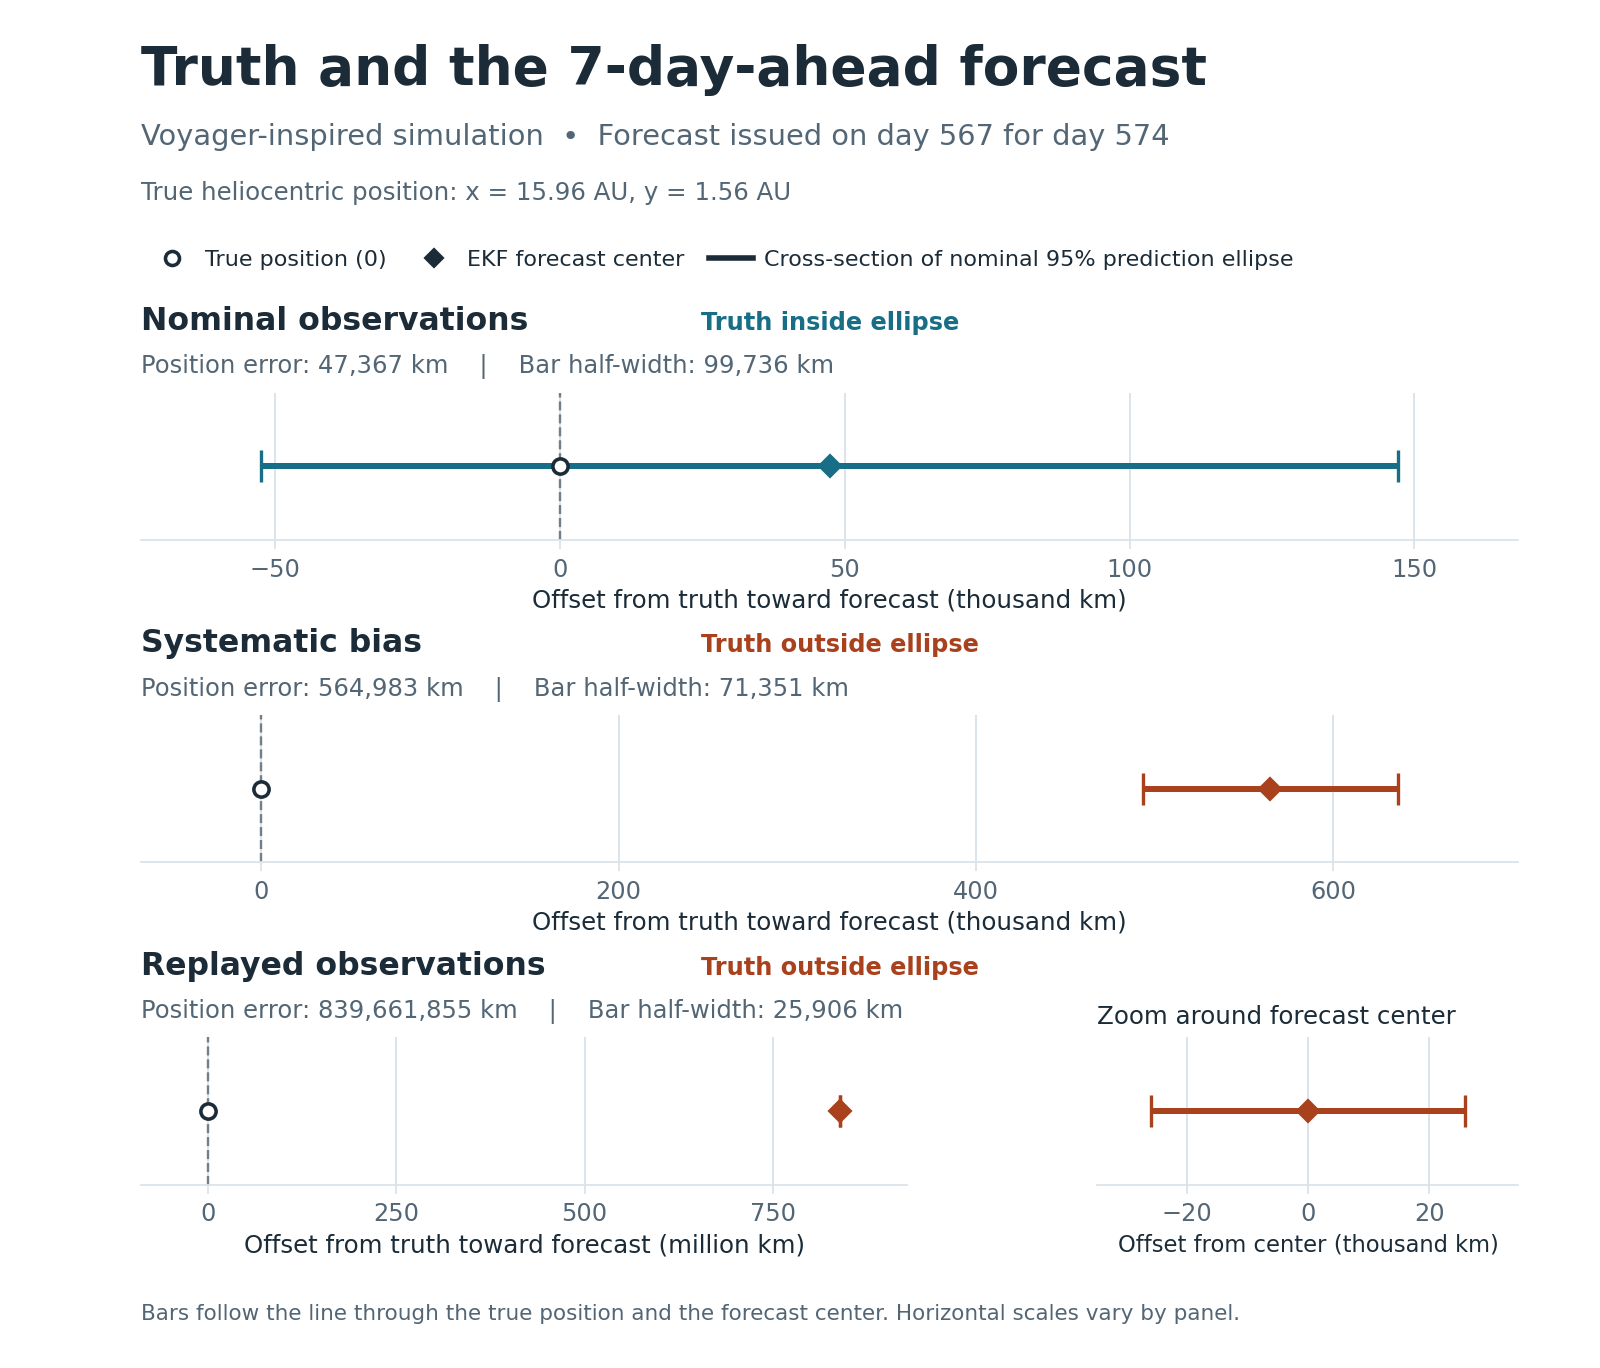 Truth and the 7-day-ahead forecast
Voyager-inspired simulation • Forecast issued on day 567 for day 574
True heliocentric position: x = 15.96 AU, y = 1.56 AU
True position (0) EKF forecast center Cross-section of nominal 95% prediction ellipse
Nominal observations Truth inside ellipse
Position error: 47,367 km | Bar half-width: 99,736 km
−50 0 50 100 150
Offset from truth toward forecast (thousand km)
Systematic bias Truth outside ellipse
Position error: 564,983 km | Bar half-width: 71,351 km
0 200 400 600
Offset from truth toward forecast (thousand km)
Replayed observations Truth outside ellipse
Position error: 839,661,855 km | Bar half-width: 25,906 km
Zoom around forecast center
0 250 500 750
Offset from truth toward forecast (million km)
−20 0 20
Offset from center (thousand km)
Bars follow the line through the true position and the forecast center. Horizontal scales vary by panel.